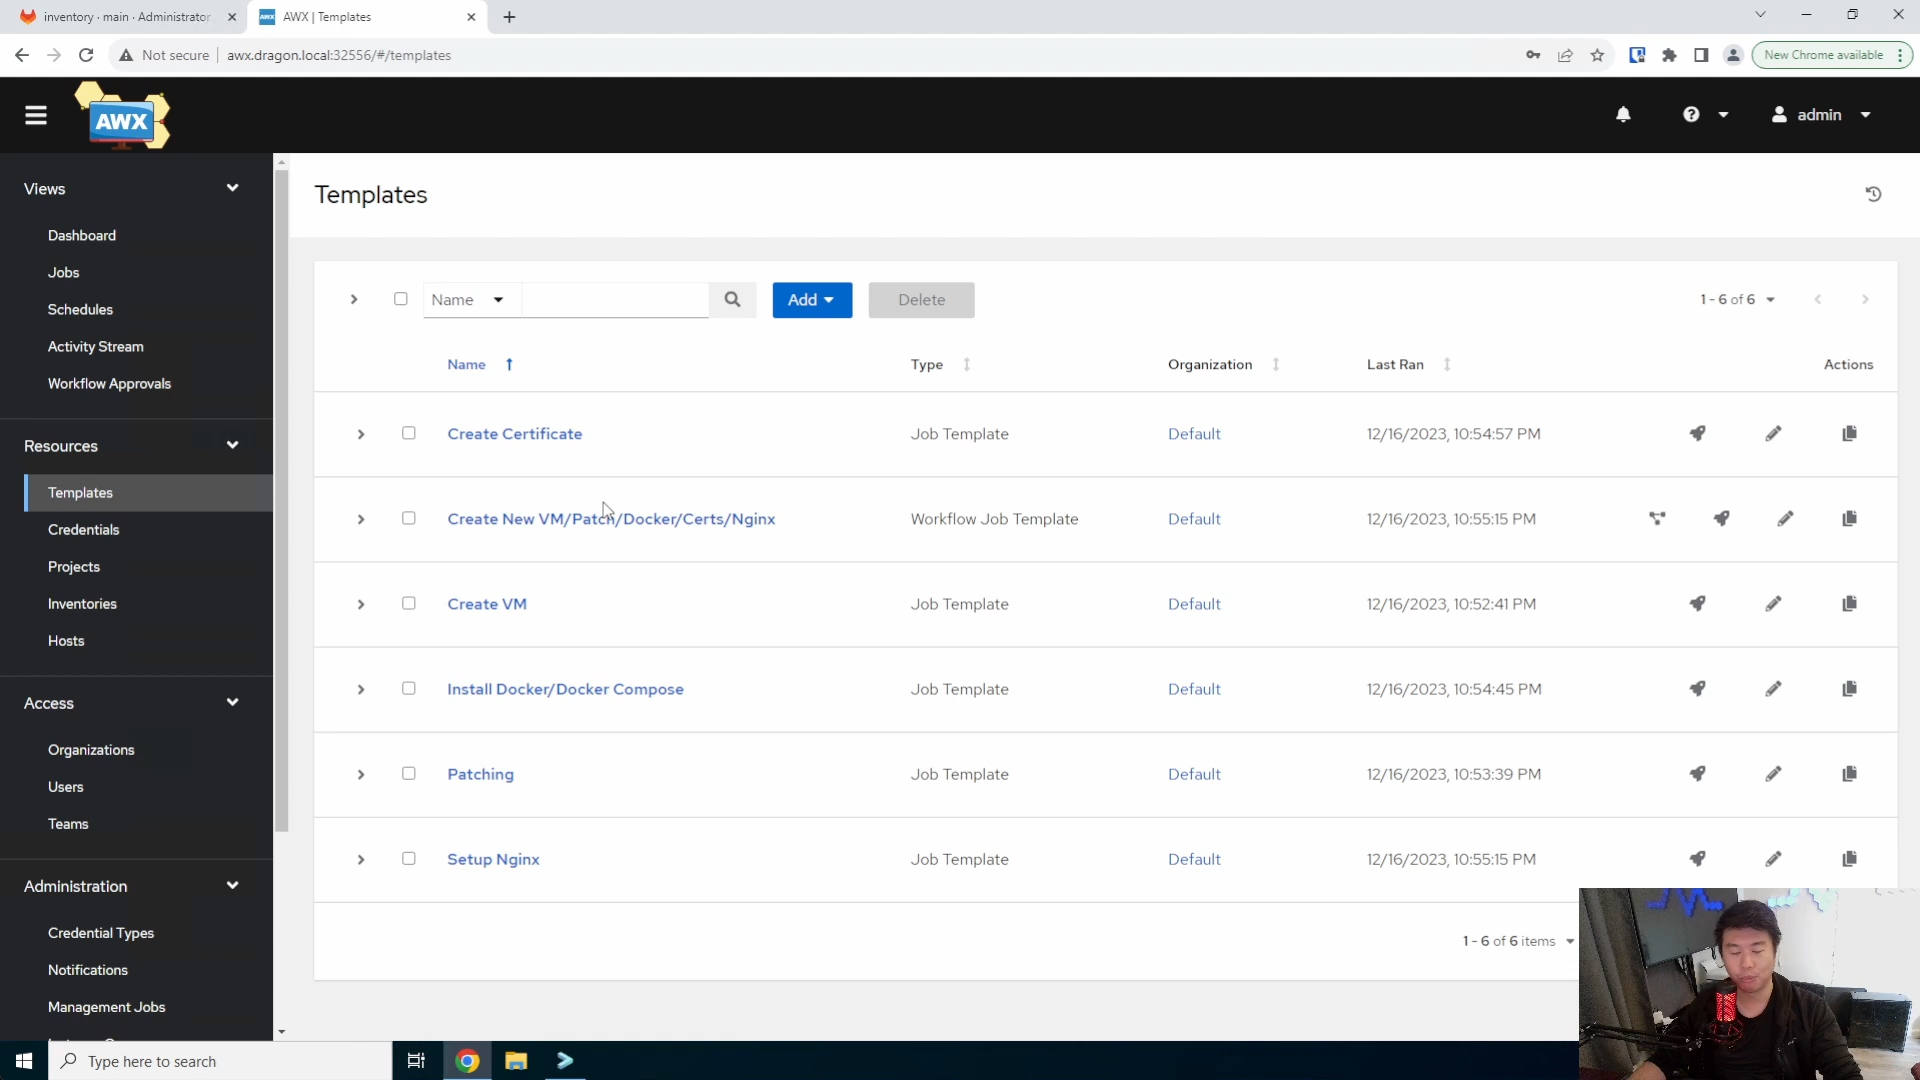 inventory · main · Administrator
AWX | Templates
Not secure
awx.dragon.local:32556/#/templates
New Chrome available
AWX
admin
Views
Dashboard
Jobs
Schedules
Activity Stream
Workflow Approvals
Resources
Templates
Credentials
Projects
Inventories
Hosts
Access
Organizations
Users
Teams
Administration
Credential Types
Notifications
Management Jobs
Templates
Name
Add
Delete
1 - 6 of 6
Name
Type
Organization
Last Ran
Actions
Create Certificate
Job Template
Default
12/16/2023, 10:54:57 PM
Create New VM/Patch/Docker/Certs/Nginx
Workflow Job Template
Default
12/16/2023, 10:55:15 PM
Create VM
Job Template
Default
12/16/2023, 10:52:41 PM
Install Docker/Docker Compose
Job Template
Default
12/16/2023, 10:54:45 PM
Patching
Job Template
Default
12/16/2023, 10:53:39 PM
Setup Nginx
Job Template
Default
12/16/2023, 10:55:15 PM
1 - 6 of 6 items
Type here to search